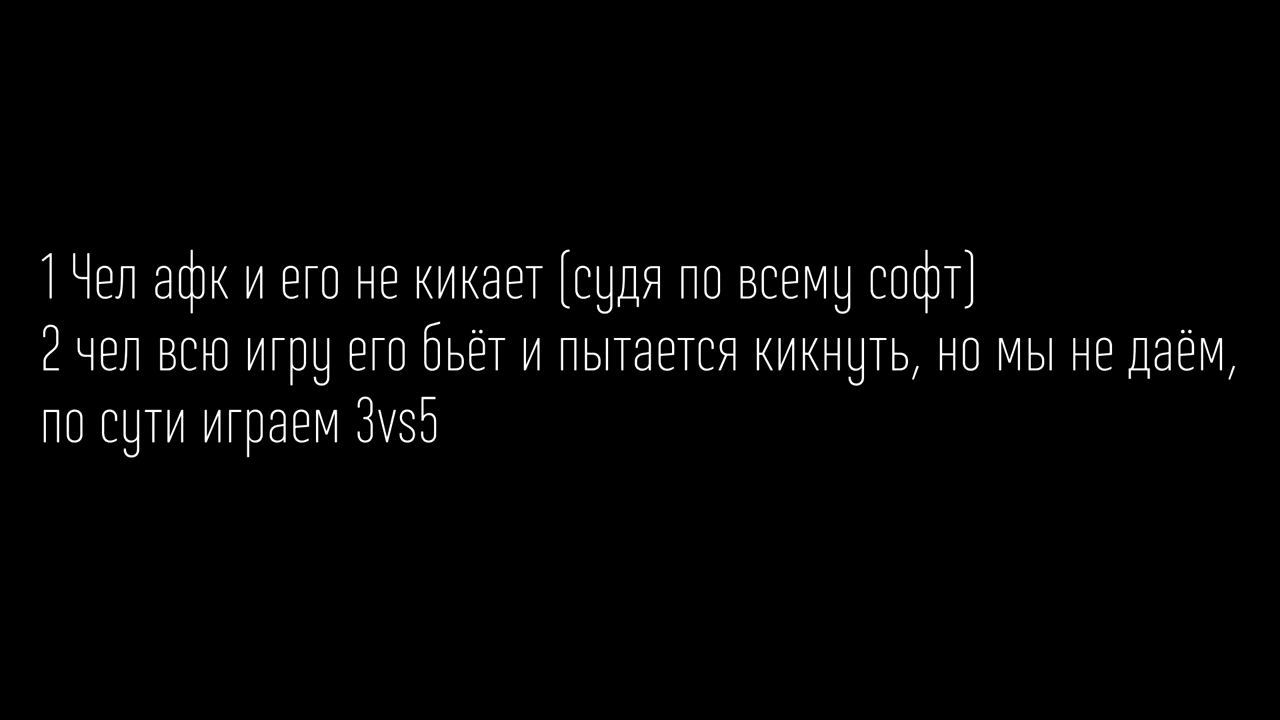 1 Чел афк и его не кикает (судя по всему софт)
2 чел всю игру его бьёт и пытается кикнуть, но мы не даём,
по сути играем 3vs5